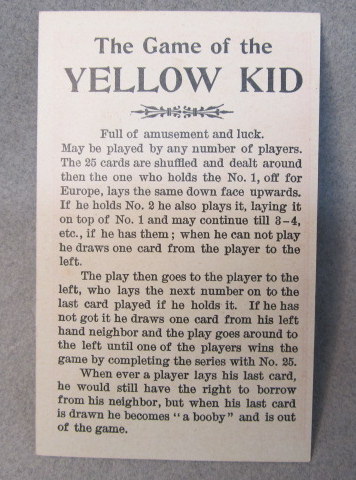 The Game of the
YELLOW KID
Full of amusement and luck.
May be played by any number of players.
The 25 cards are shuffled and dealt around
then the one who holds the No. 1, off for
Europe, lays the same down face upwards.
If he holds No. 2 he also plays it, laying it
on top of No. 1 and may continue till 3-4,
etc., if he has them; when he can not play
he draws one card from the player to the
left.
The play then goes to the player to the
left, who lays the next number on to the
last card played if he holds it. If he has
not got it he draws one card from his left
hand neighbor and the play goes around to
the left until one of the players wins the
game by completing the series with No. 25.
When ever a player lays his last card,
he would still have the right to borrow
from his neighbor, but when his last card
is drawn he becomes "a booby" and is out
of the game.